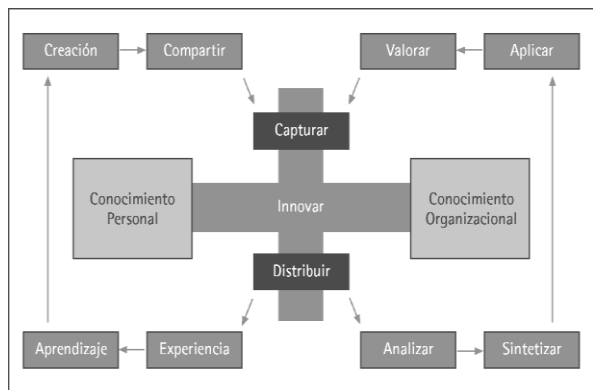 Creación
Compartir
Valorar
Aplicar
Capturar
Conocimiento
Personal
Innovar
Conocimiento
Organizacional
Distribuir
Aprendizaje
Experiencia
Analizar
Sintetizar